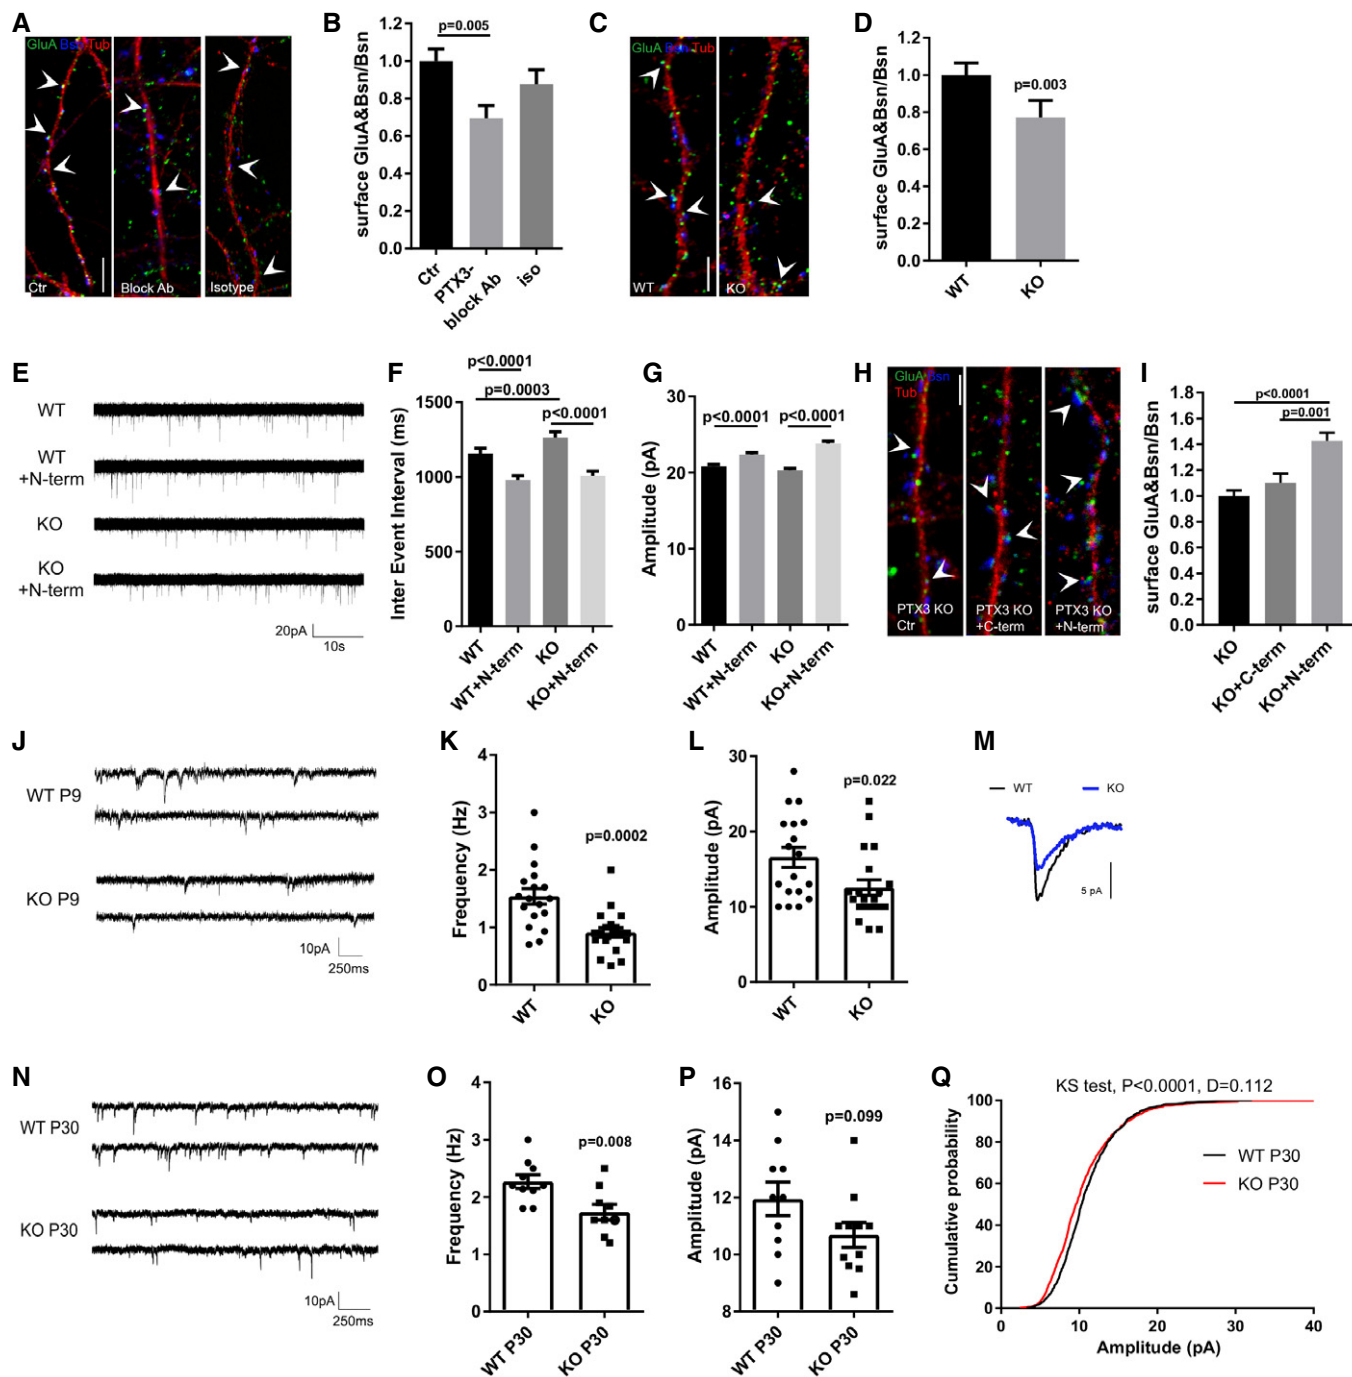 A
GluA Bsn Tub
Ctr
Block Ab
Isotype
B
surface GluA&Bsn/Bsn
1.2
1.0
0.8
0.6
0.4
0.2
0.0
p=0.005
Ctr
PTX3-
block Ab
iso
C
GluA Bsn Tub
WT
KO
D
surface GluA&Bsn/Bsn
1.2
1.0
0.8
0.6
0.4
0.2
0.0
p=0.003
WT
KO
E
WT
WT
+N-term
KO
KO
+N-term
20pA
10s
F
p<0.0001
p=0.0003
p<0.0001
Inter Event Interval (ms)
1500
1000
500
0
WT
WT+N-term
KO
KO+N-term
G
Amplitude (pA)
30
20
10
0
p<0.0001
p<0.0001
WT
WT+N-term
KO
KO+N-term
H
GluA Bsn
Tub
PTX3 KO
Ctr
PTX3 KO
+C-term
PTX3 KO
+N-term
I
surface GluA&Bsn/Bsn
1.8
1.6
1.4
1.2
1.0
0.8
0.6
0.4
0.2
0.0
p<0.0001
p=0.001
KO
KO+C-term
KO+N-term
J
WT P9
KO P9
10pA
250ms
K
Frequency (Hz)
4
3
2
1
0
p=0.0002
WT
KO
L
Amplitude (pA)
30
20
10
0
p=0.022
WT
KO
M
WT
KO
5 pA
N
WT P30
KO P30
10pA
250ms
O
Frequency (Hz)
4
2
0
p=0.008
WT P30
KO P30
P
Amplitude (pA)
16
14
12
10
8
p=0.099
WT P30
KO P30
Q
KS test, P<0.0001, D=0.112
Cumulative probability
100
80
60
40
20
0
WT P30
KO P30
0
10
20
30
40
Amplitude (pA)